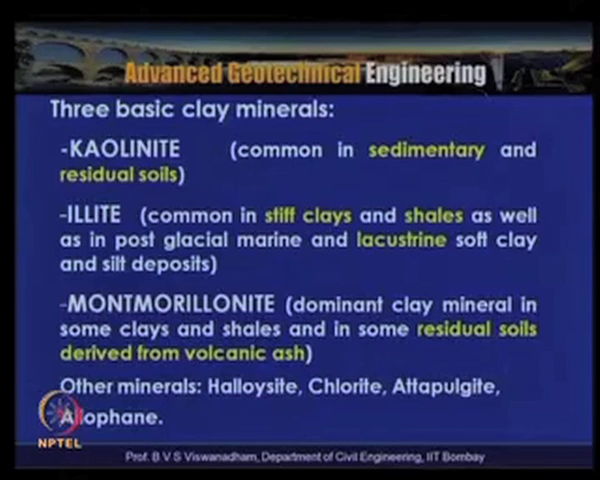 Advanced Geotechnical Engineering
Three basic clay minerals:
-KAOLINITE (common in sedimentary and
residual soils)
-ILLITE (common in stiff clays and shales as well
as in post glacial marine and lacustrine soft clay
and silt deposits)
-MONTMORILLONITE (dominant clay mineral in
some clays and shales and in some residual soils
derived from volcanic ash)
Other minerals: Halloysite, Chlorite, Attapulgite,
Allophane.
NPTEL
Prof. B V S Viswanadham, Department of Civil Engineering, IIT Bombay